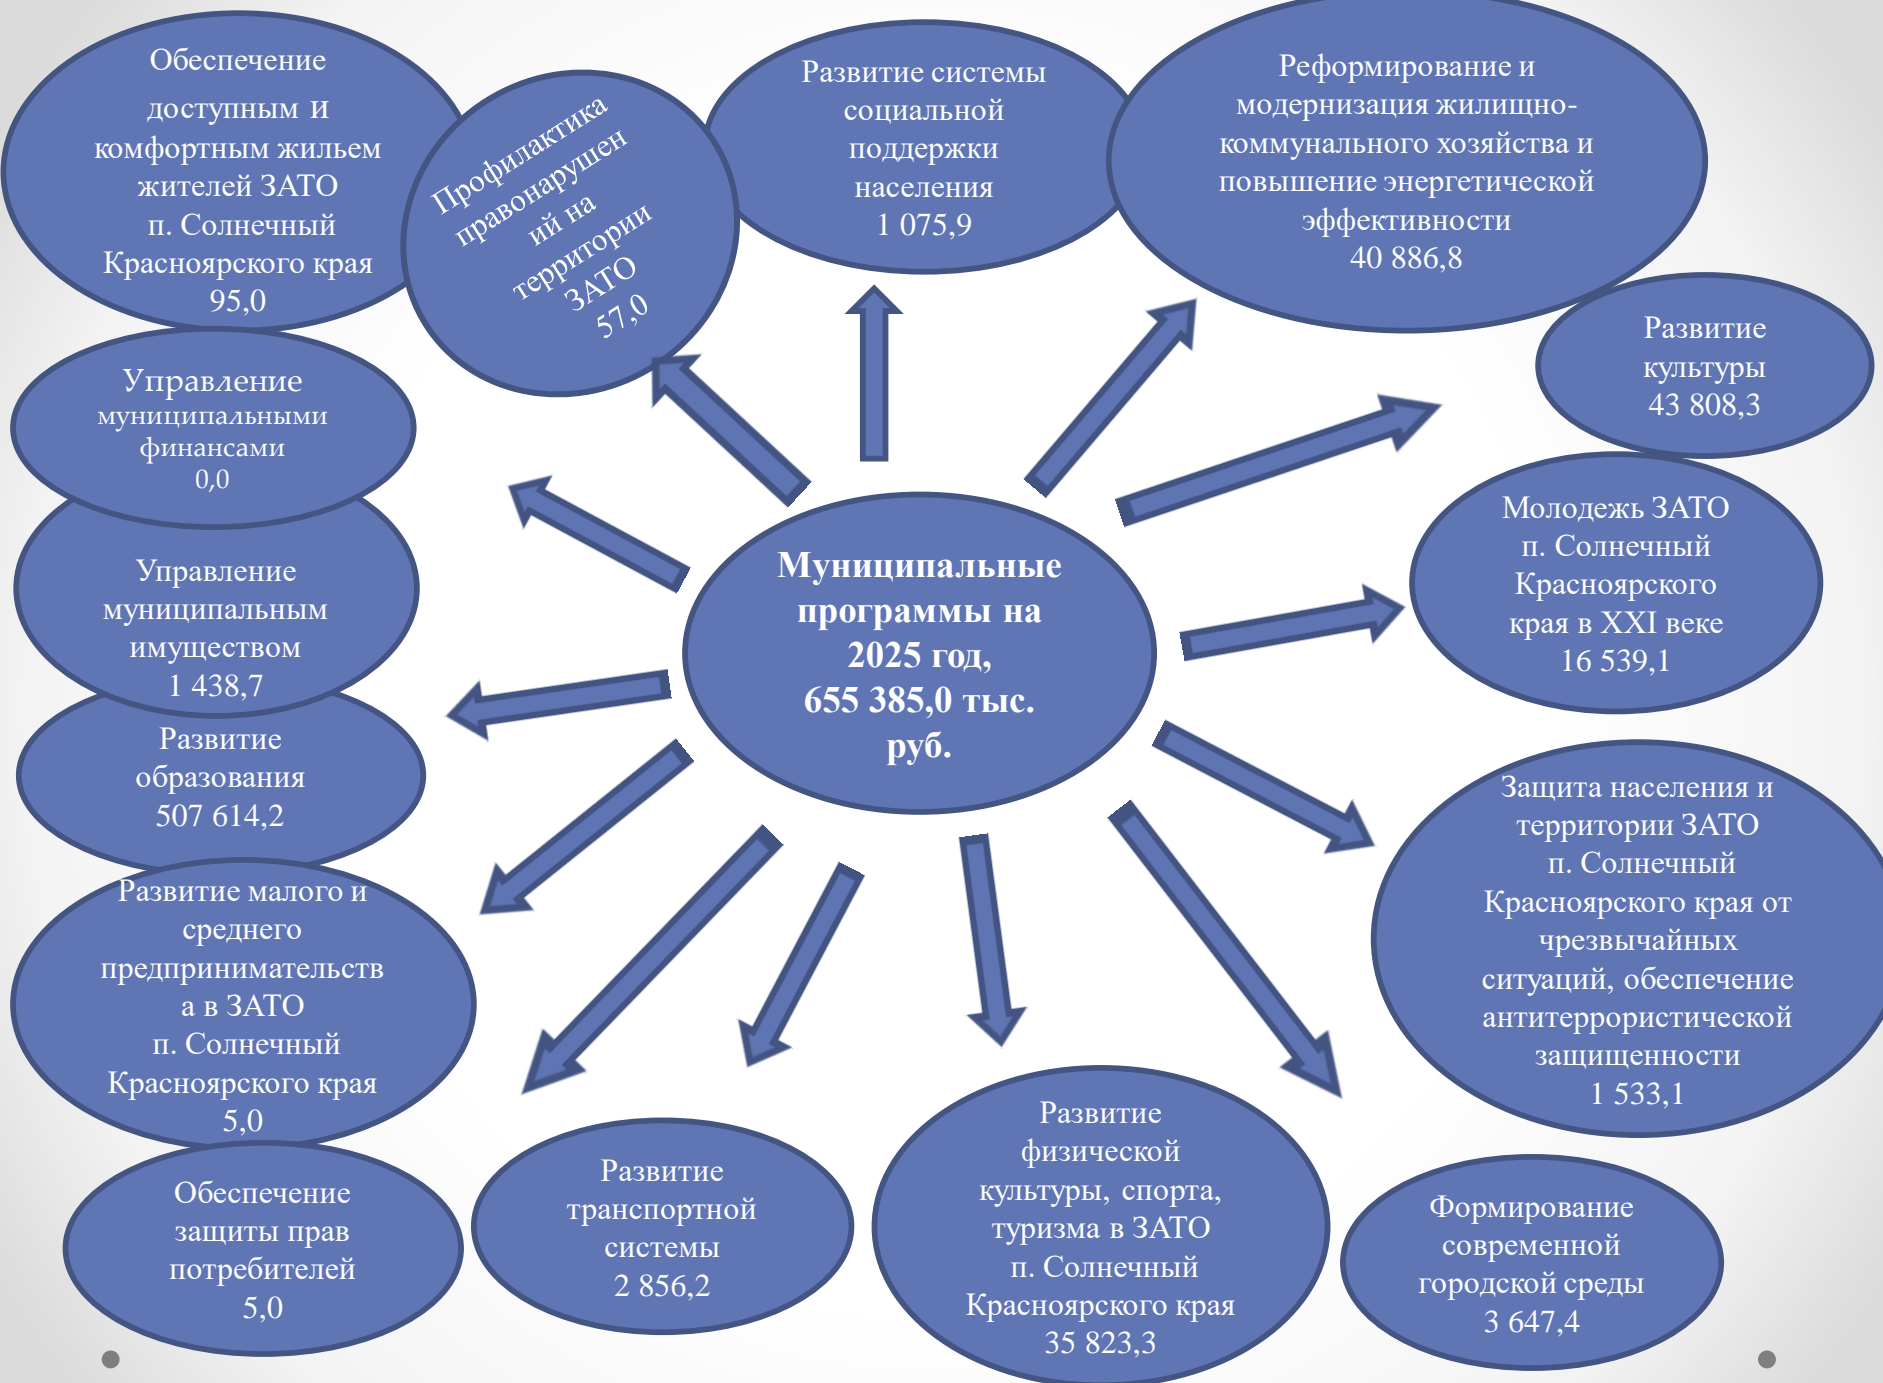 Обеспечение
доступным и
комфортным жильем
жителей ЗАТО
п. Солнечный
Красноярского края
95,0
Профилактика
правонарушен
ий на
территории
ЗАТО
57,0
Развитие системы
социальной
поддержки
населения
1 075,9
Реформирование и
модернизация жилищно-
коммунального хозяйства и
повышение энергетической
эффективности
40 886,8
Развитие
культуры
43 808,3
Управление
муниципальными
финансами
0,0
Управление
муниципальным
имуществом
1 438,7
Муниципальные
программы на
2025 год,
655 385,0 тыс.
руб.
Молодежь ЗАТО
п. Солнечный
Красноярского
края в XXI веке
16 539,1
Развитие
образования
507 614,2
Защита населения и
территории ЗАТО
п. Солнечный
Красноярского края от
чрезвычайных
ситуаций, обеспечение
антитеррористической
защищенности
1 533,1
Развитие малого и
среднего
предпринимательств
а в ЗАТО
п. Солнечный
Красноярского края
5,0
Обеспечение
защиты прав
потребителей
5,0
Развитие
транспортной
системы
2 856,2
Развитие
физической
культуры, спорта,
туризма в ЗАТО
п. Солнечный
Красноярского края
35 823,3
Формирование
современной
городской среды
3 647,4